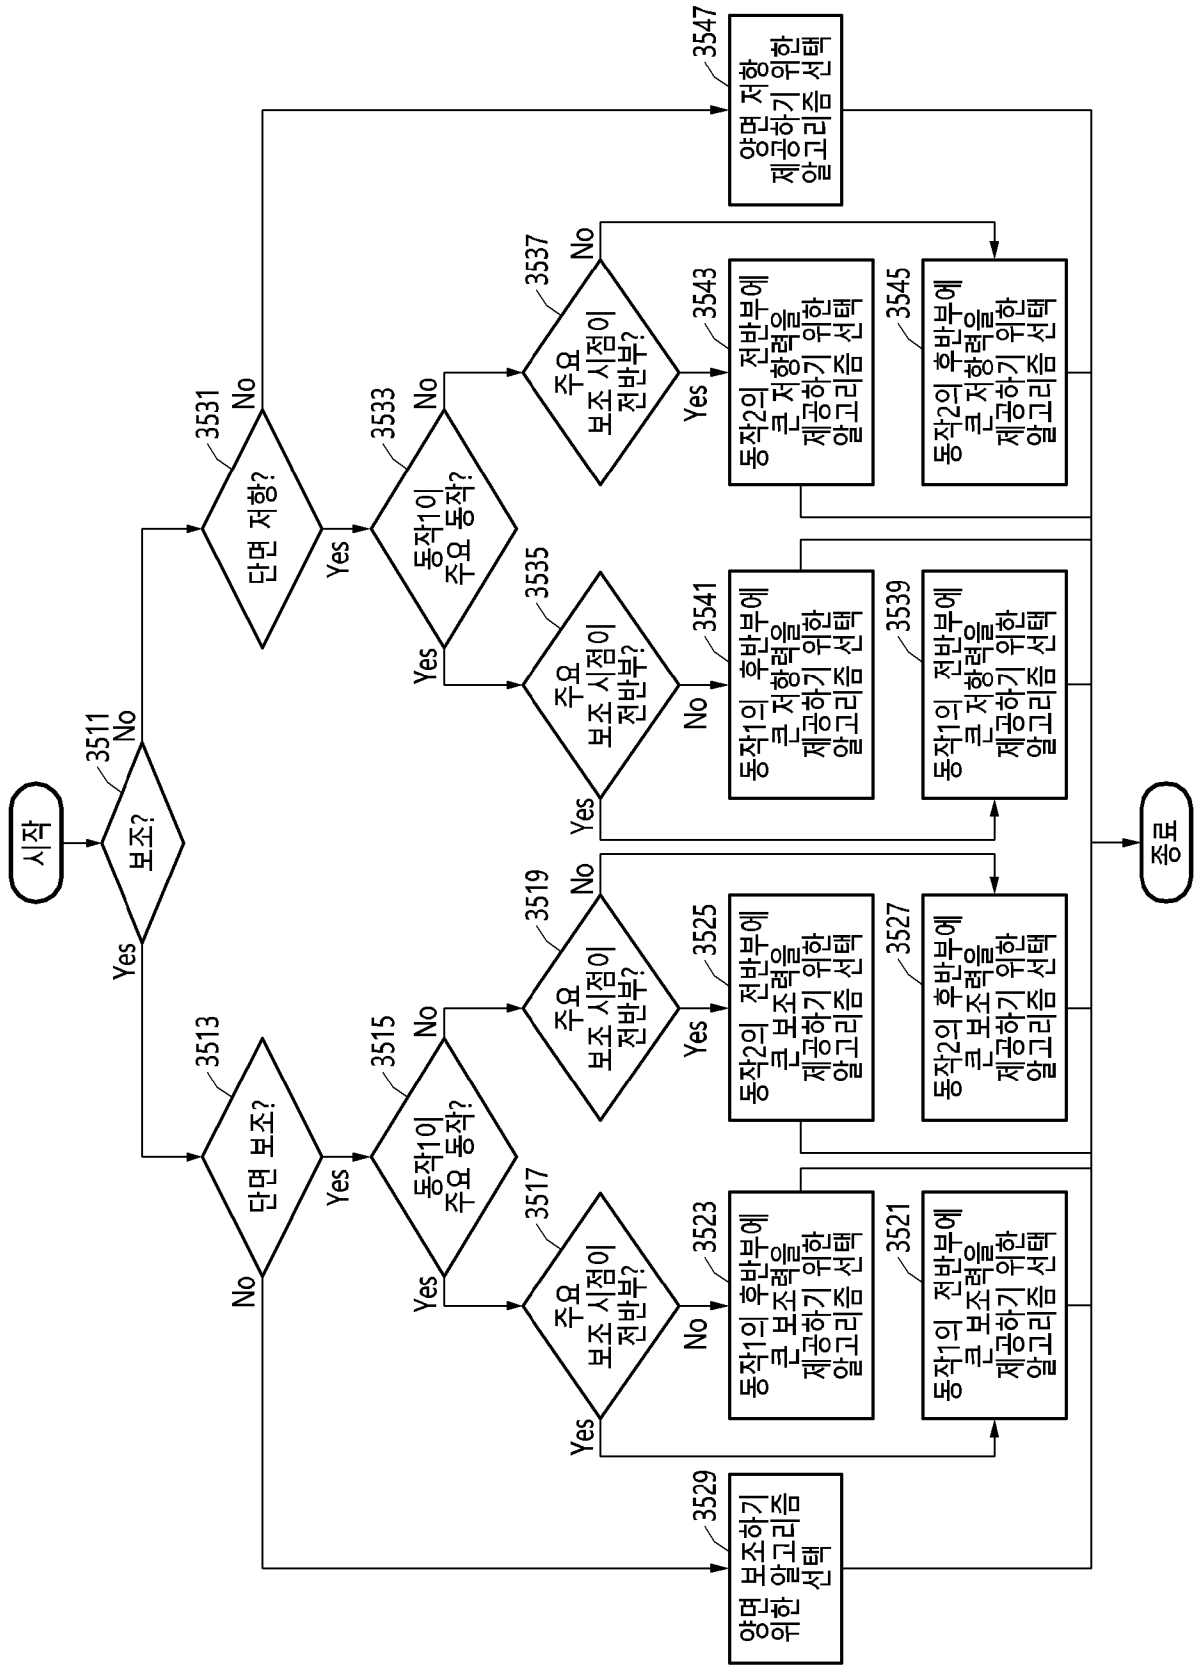 시작
3511
보조?
Yes
No
3513
단면 보조?
No
Yes
3531
단면 저항?
No
Yes
3515
동작1이
주요 동작?
Yes
No
3533
동작1이
주요 동작?
Yes
No
3517
주요
보조 시점이
전반부?
Yes
No
3519
주요
보조 시점이
전반부?
No
Yes
3535
주요
보조 시점이
전반부?
Yes
No
3537
주요
보조 시점이
전반부?
No
Yes
3529
양면 보조하기
위한 알고리즘
선택
3523
동작1의 후반부에
큰 보조력을
제공하기 위한
알고리즘 선택
3525
동작2의 전반부에
큰 보조력을
제공하기 위한
알고리즘 선택
3541
동작1의 후반부에
큰 저항력을
제공하기 위한
알고리즘 선택
3543
동작2의 전반부에
큰 저항력을
제공하기 위한
알고리즘 선택
3547
양면 저항
제공하기 위한
알고리즘 선택
3521
동작1의 전반부에
큰 보조력을
제공하기 위한
알고리즘 선택
3527
동작2의 후반부에
큰 보조력을
제공하기 위한
알고리즘 선택
3539
동작1의 전반부에
큰 저항력을
제공하기 위한
알고리즘 선택
3545
동작2의 후반부에
큰 저항력을
제공하기 위한
알고리즘 선택
종료